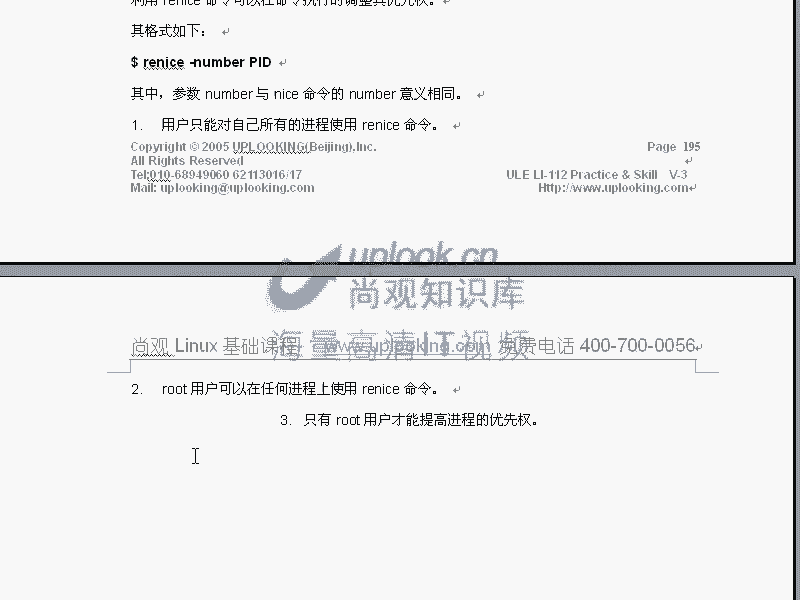 利用 renice 命令可以在命令执行的调整其优先权。
其格式如下：
$ renice -number PID
其中，参数 number 与 nice 命令的 number 意义相同。
1. 用户只能对自己所有的进程使用 renice 命令。
Copyright © 2005 UPLOOKING(Beijing),Inc. Page 195
All Rights Reserved
Tel:010-68949060 62113016/17 ULE LI-112 Practice & Skill V-3
Mail: uplooking@uplooking.com Http://www.uplooking.com
uplook.cn
尚观知识库
海量高清IT视频
尚观 Linux 基础课程 www.uplooking.com 免费电话 400-700-0056
2. root 用户可以在任何进程上使用 renice 命令。
3. 只有 root 用户才能提高进程的优先权。